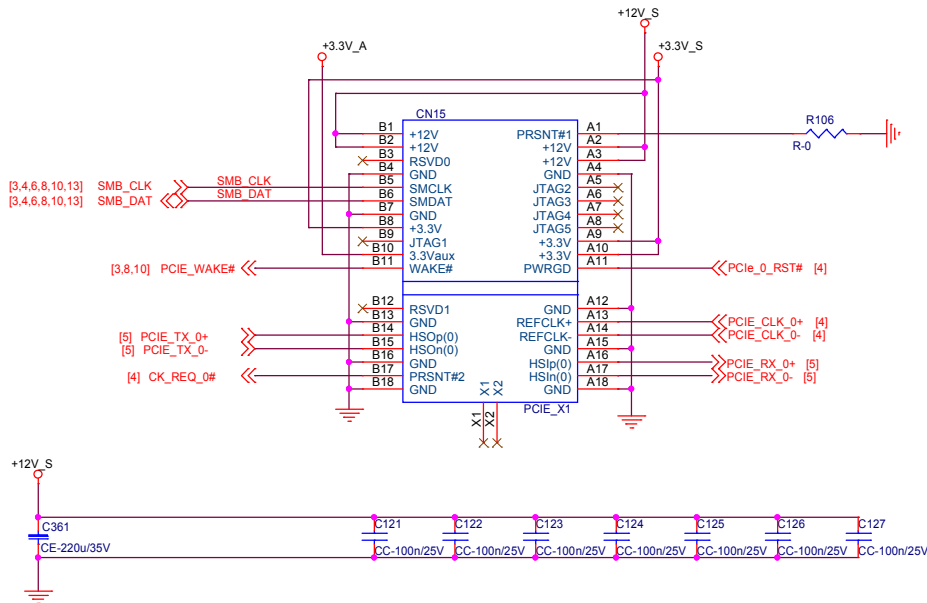 +12V_S
+3.3V_A
+3.3V_S
CN15
R106
R-0
B1 +12V PRSNT#1 A1
B2 +12V +12V A2
B3 RSVD0 +12V A3
B4 GND GND A4
[3,4,6,8,10,13] SMB_CLK SMB_CLK B5 SMCLK JTAG2 A5
[3,4,6,8,10,13] SMB_DAT SMB_DAT B6 SMDAT JTAG3 A6
B7 GND JTAG4 A7
B8 +3.3V JTAG5 A8
B9 JTAG1 +3.3V A9
B10 3.3Vaux +3.3V A10
[3,8,10] PCIE_WAKE# B11 WAKE# PWRGD A11 PCIe_0_RST# [4]
B12 RSVD1 GND A12
B13 GND REFCLK+ A13 PCIE_CLK_0+ [4]
[5] PCIE_TX_0+ B14 HSOp(0) REFCLK- A14 PCIE_CLK_0- [4]
[5] PCIE_TX_0- B15 HSOn(0) GND A15
B16 GND HSIp(0) A16 PCIE_RX_0+ [5]
[4] CK_REQ_0# B17 PRSNT#2 HSIn(0) A17 PCIE_RX_0- [5]
B18 GND GND A18
X1 X2
X1 X2
PCIE_X1
+12V_S
C361 C121 C122 C123 C124 C125 C126 C127
CE-220u/35V CC-100n/25V CC-100n/25V CC-100n/25V CC-100n/25V CC-100n/25V CC-100n/25V CC-100n/25V